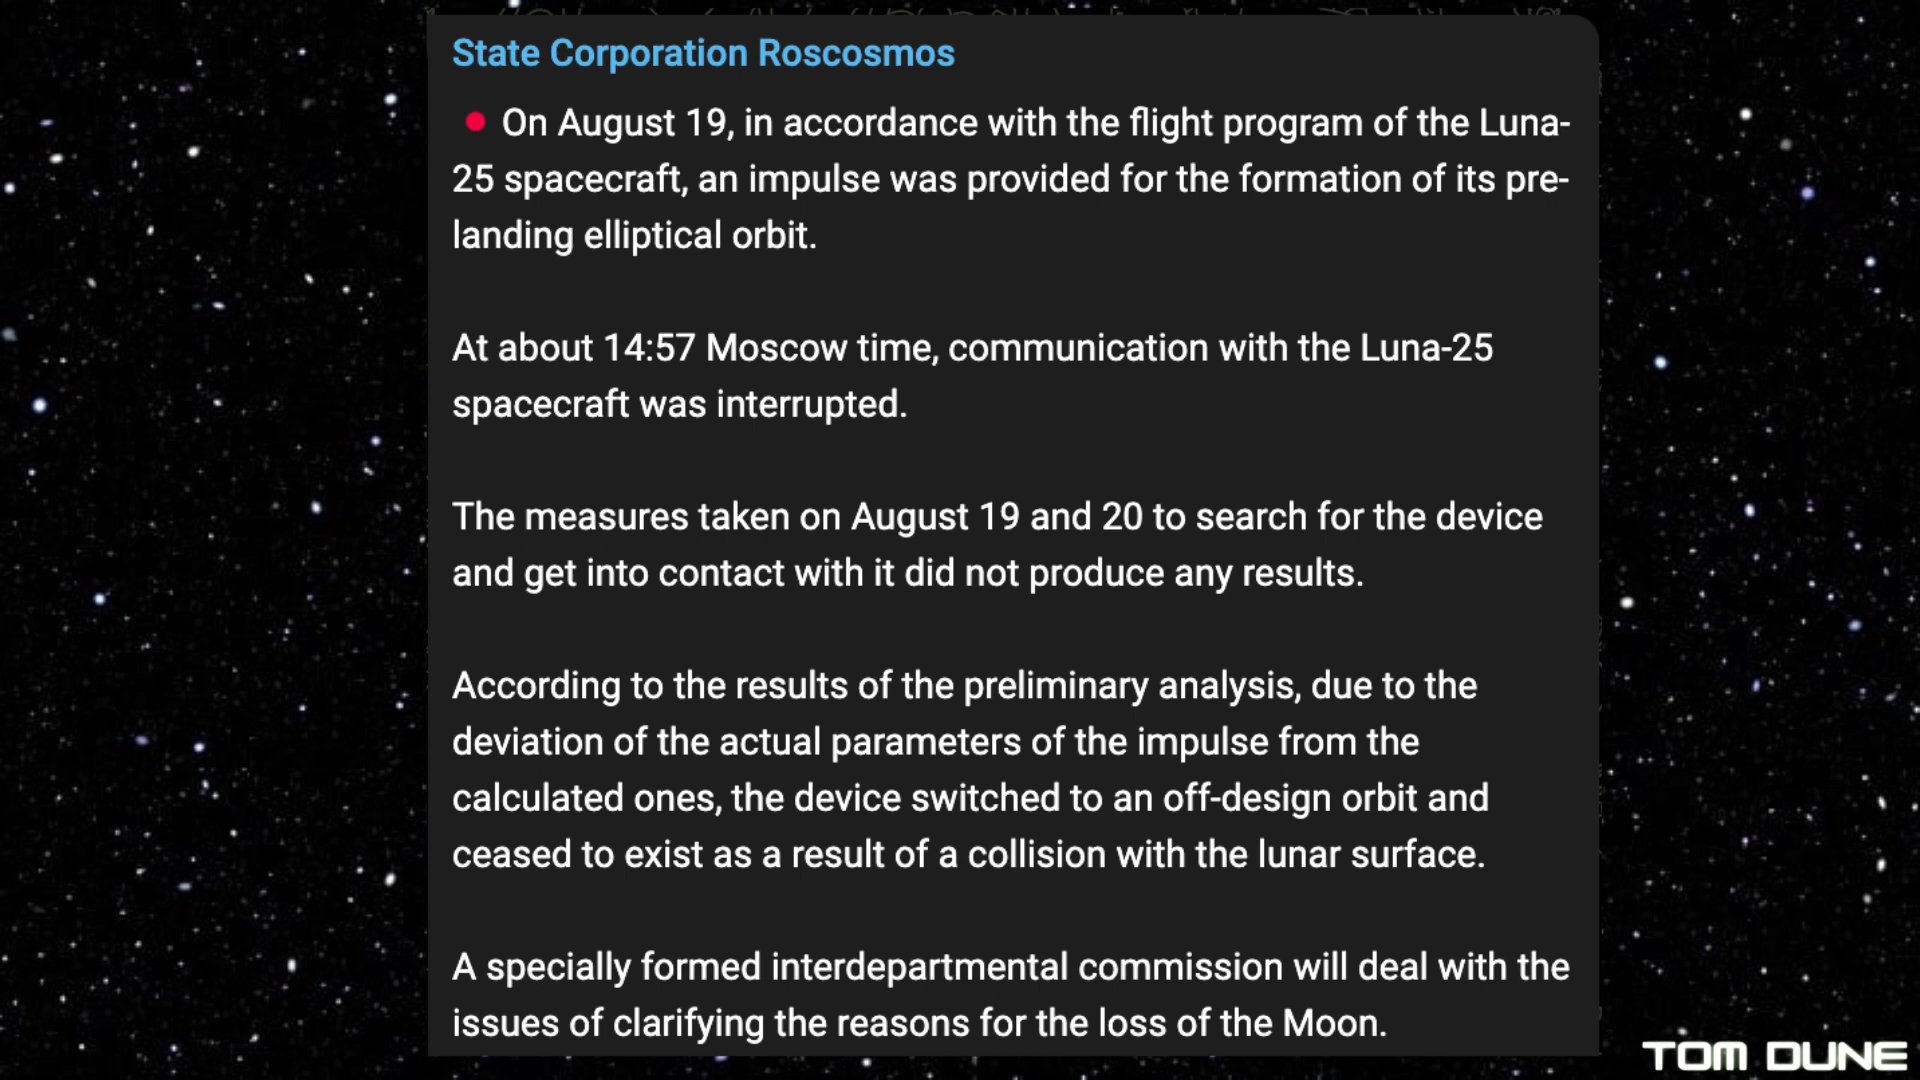 State Corporation Roscosmos
On August 19, in accordance with the flight program of the Luna-
25 spacecraft, an impulse was provided for the formation of its pre-
landing elliptical orbit.
At about 14:57 Moscow time, communication with the Luna-25
spacecraft was interrupted.
The measures taken on August 19 and 20 to search for the device
and get into contact with it did not produce any results.
According to the results of the preliminary analysis, due to the
deviation of the actual parameters of the impulse from the
calculated ones, the device switched to an off-design orbit and
ceased to exist as a result of a collision with the lunar surface.
A specially formed interdepartmental commission will deal with the
issues of clarifying the reasons for the loss of the Moon.
TOM DUNE